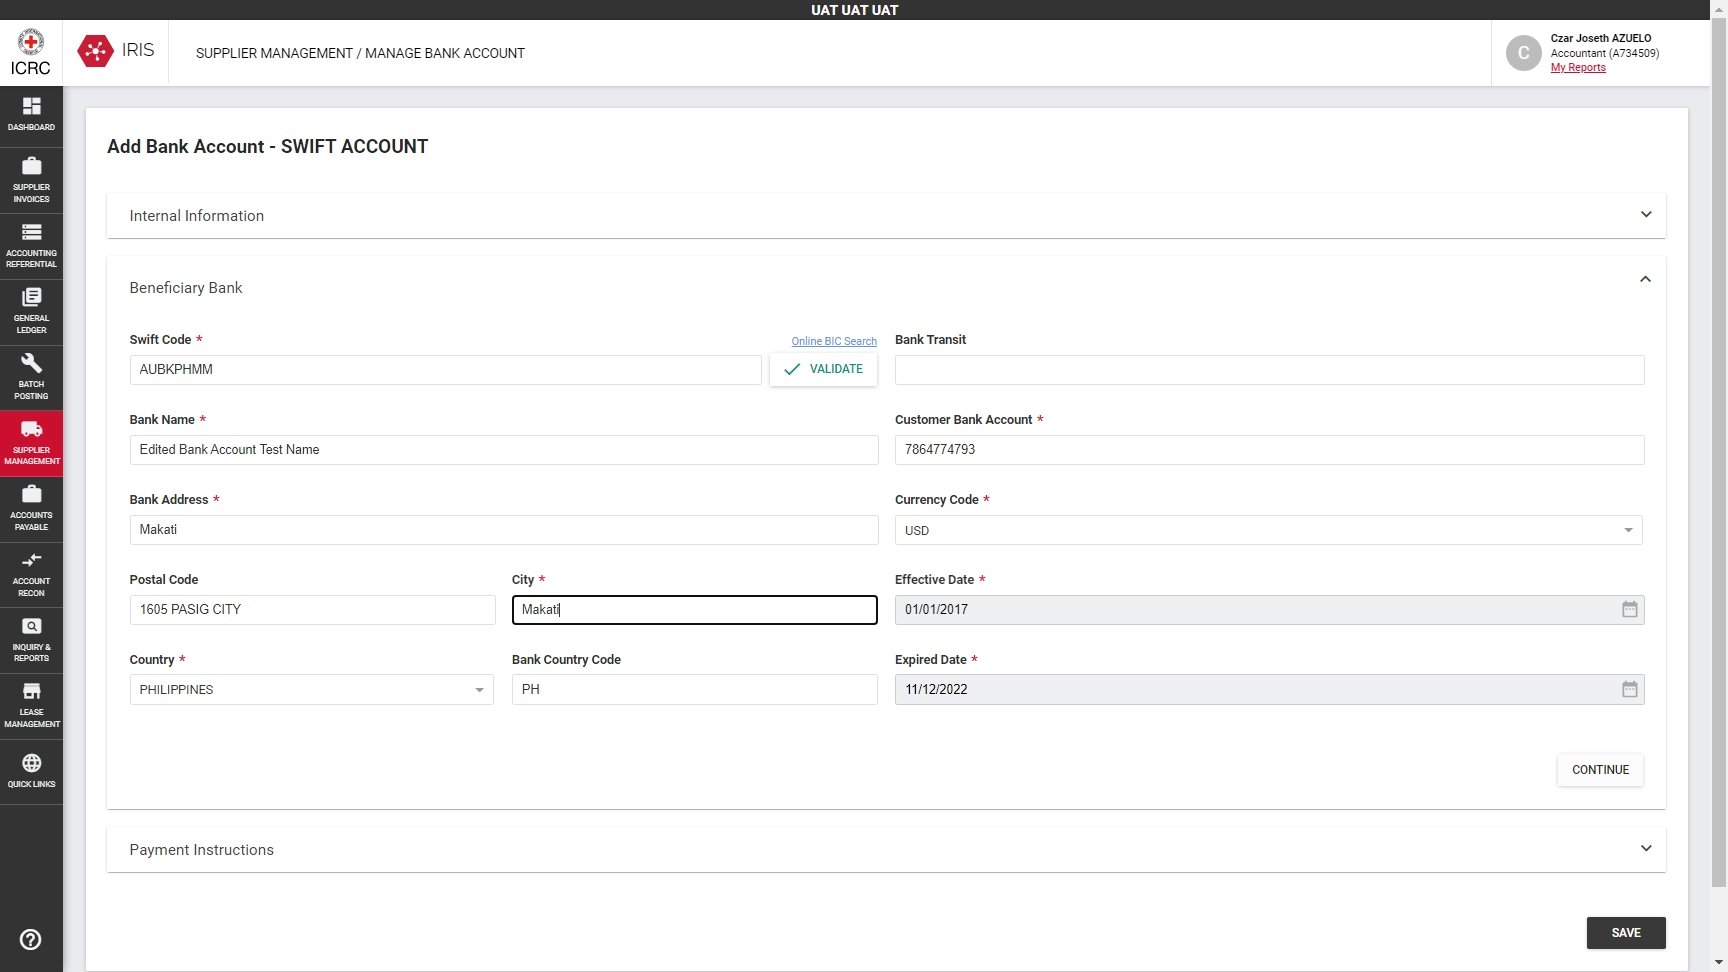 UAT UAT UAT
ICRC
IRIS
SUPPLIER MANAGEMENT / MANAGE BANK ACCOUNT
C
Czar Joseth AZUELO
Accountant (A734509)
My Reports
DASHBOARD
SUPPLIER
INVOICES
ACCOUNTING
REFERENTIAL
GENERAL
LEDGER
BATCH
POSTING
SUPPLIER
MANAGEMENT
ACCOUNTS
PAYABLE
ACCOUNT
RECON
INQUIRY &
REPORTS
LEASE
MANAGEMENT
QUICK LINKS
Add Bank Account - SWIFT ACCOUNT
Internal Information
Beneficiary Bank
Swift Code *
Online BIC Search
AUBKPHMM
VALIDATE
Bank Transit
Bank Name *
Edited Bank Account Test Name
Customer Bank Account *
7864774793
Bank Address *
Makati
Currency Code *
USD
Postal Code
1605 PASIG CITY
City *
Makati
Effective Date *
01/01/2017
Country *
PHILIPPINES
Bank Country Code
PH
Expired Date *
11/12/2022
CONTINUE
Payment Instructions
SAVE